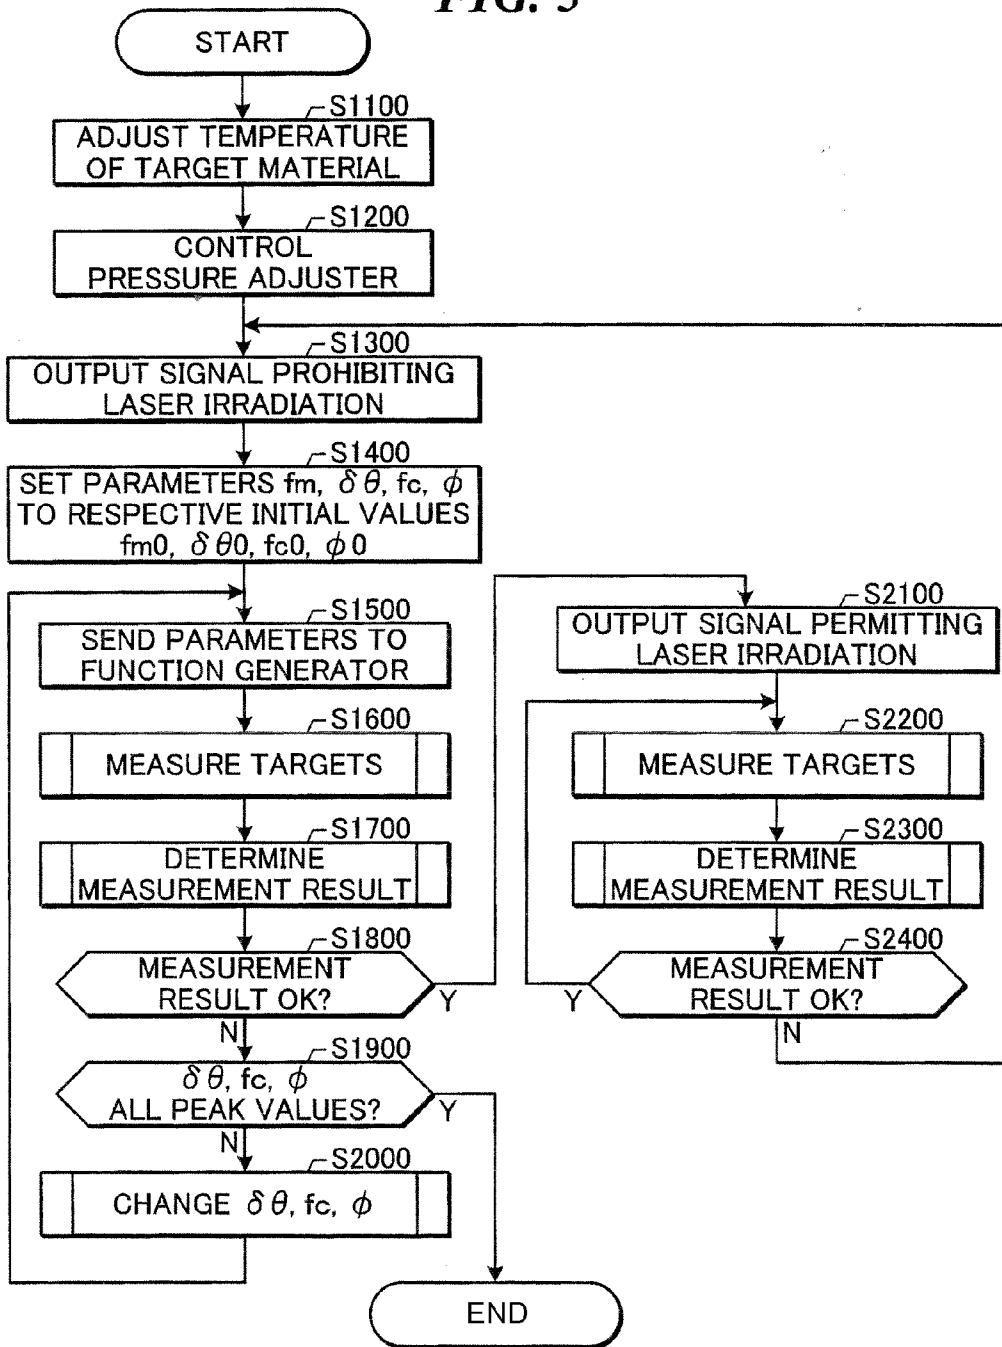 FIG. 5
START
S1100
ADJUST TEMPERATURE
OF TARGET MATERIAL
S1200
CONTROL
PRESSURE ADJUSTER
S1300
OUTPUT SIGNAL PROHIBITING
LASER IRRADIATION
S1400
SET PARAMETERS fm, δθ, fc, φ
TO RESPECTIVE INITIAL VALUES
fm0, δθ0, fc0, φ0
S1500
SEND PARAMETERS TO
FUNCTION GENERATOR
S1600
MEASURE TARGETS
S1700
DETERMINE
MEASUREMENT RESULT
S1800
MEASUREMENT
RESULT OK?
Y
N
S1900
δθ, fc, φ
ALL PEAK VALUES?
Y
N
S2000
CHANGE δθ, fc, φ
S2100
OUTPUT SIGNAL PERMITTING
LASER IRRADIATION
S2200
MEASURE TARGETS
S2300
DETERMINE
MEASUREMENT RESULT
S2400
MEASUREMENT
RESULT OK?
Y
N
END